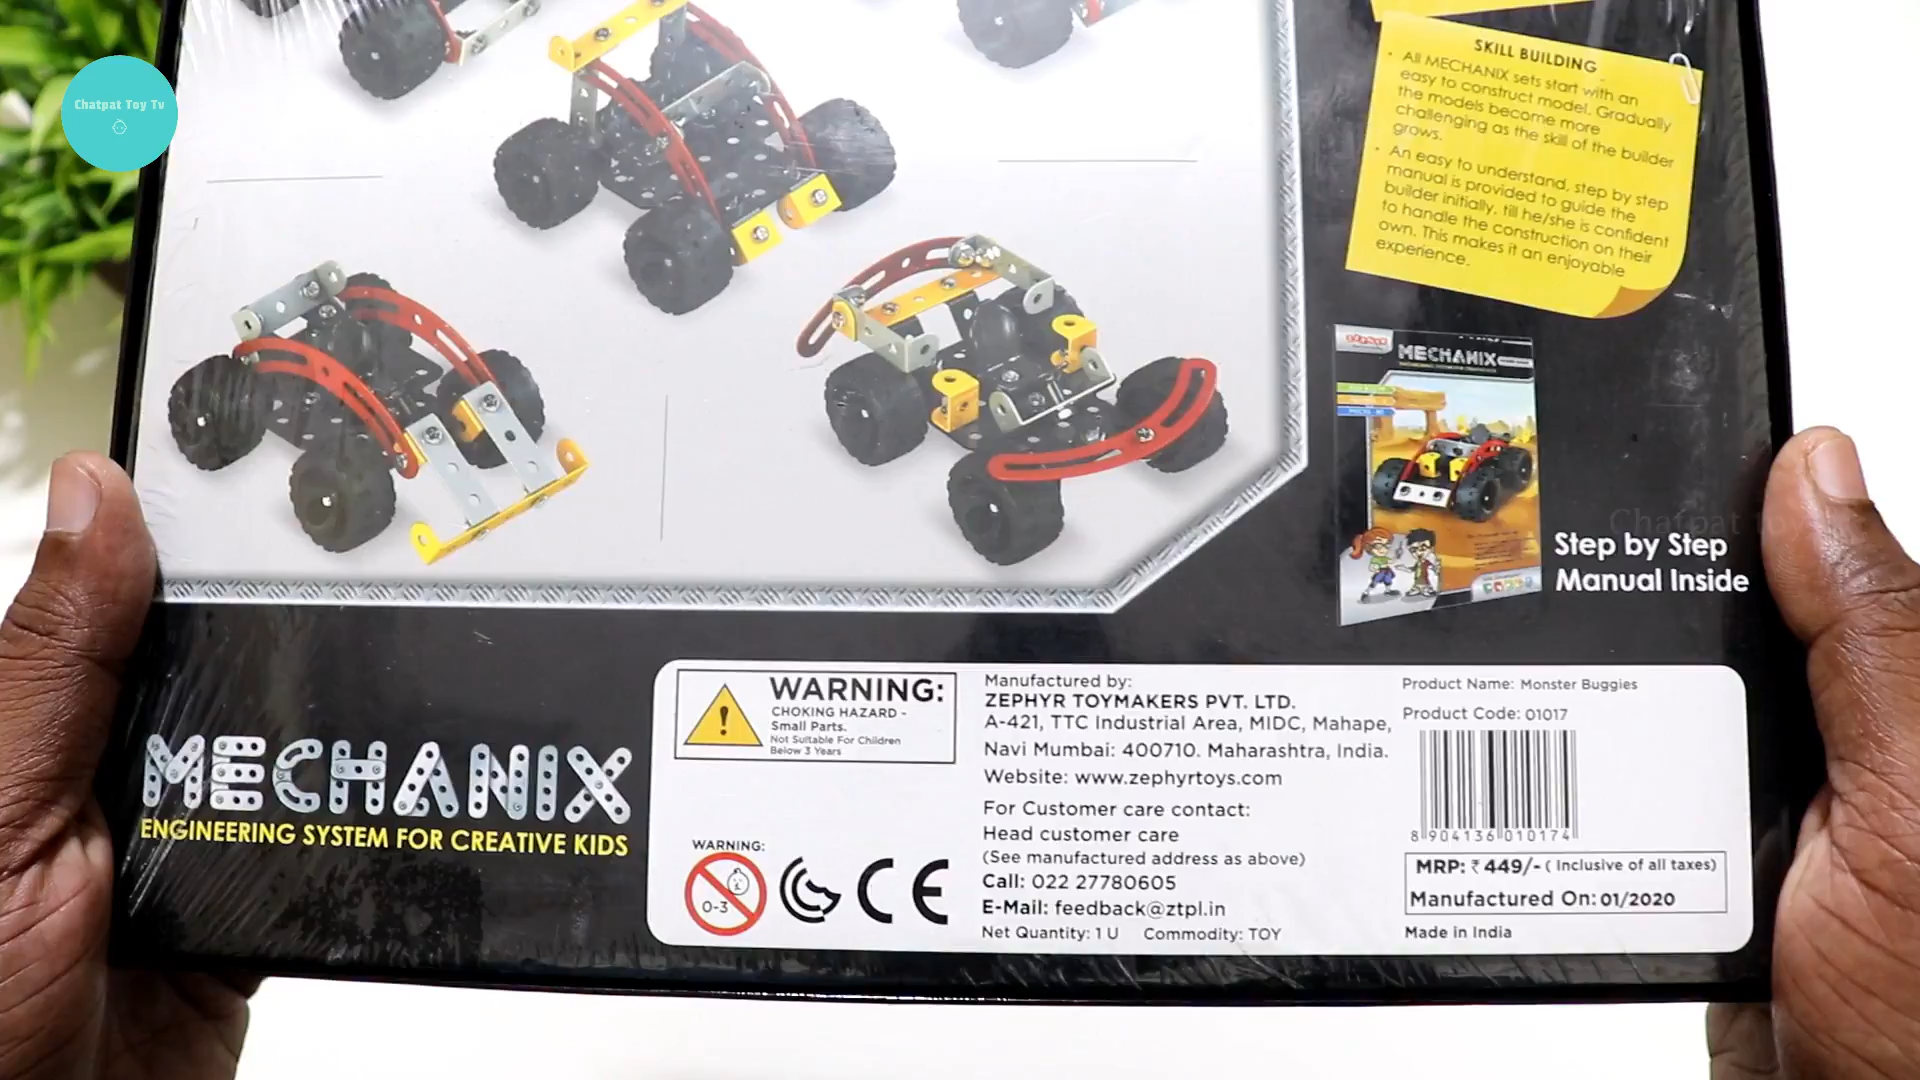 Chatpat Toy Tv
SKILL BUILDING
· All MECHANIX sets start with an
easy to construct model. Gradually
the models become more
challenging as the skill of the builder
grows.
· An easy to understand, step by step
manual is provided to guide the
builder initially, till he/she is confident
to handle the construction on their
own. This makes it an enjoyable
experience.
MECHANIX
Step by Step
Manual Inside
Chatpat toy
MECHANIX
ENGINEERING SYSTEM FOR CREATIVE KIDS
WARNING:
CHOKING HAZARD -
Small Parts.
Not Suitable For Children
Below 3 Years
WARNING:
0-3
CE
Manufactured by:
ZEPHYR TOYMAKERS PVT. LTD.
A-421, TTC Industrial Area, MIDC, Mahape,
Navi Mumbai: 400710. Maharashtra, India.
Website: www.zephyrtoys.com
For Customer care contact:
Head customer care
(See manufactured address as above)
Call: 022 27780605
E-Mail: feedback@ztpl.in
Net Quantity: 1 U Commodity: TOY
Product Name: Monster Buggies
Product Code: 01017
8 904136 010174
MRP: ₹ 449/- ( Inclusive of all taxes)
Manufactured On: 01/2020
Made in India